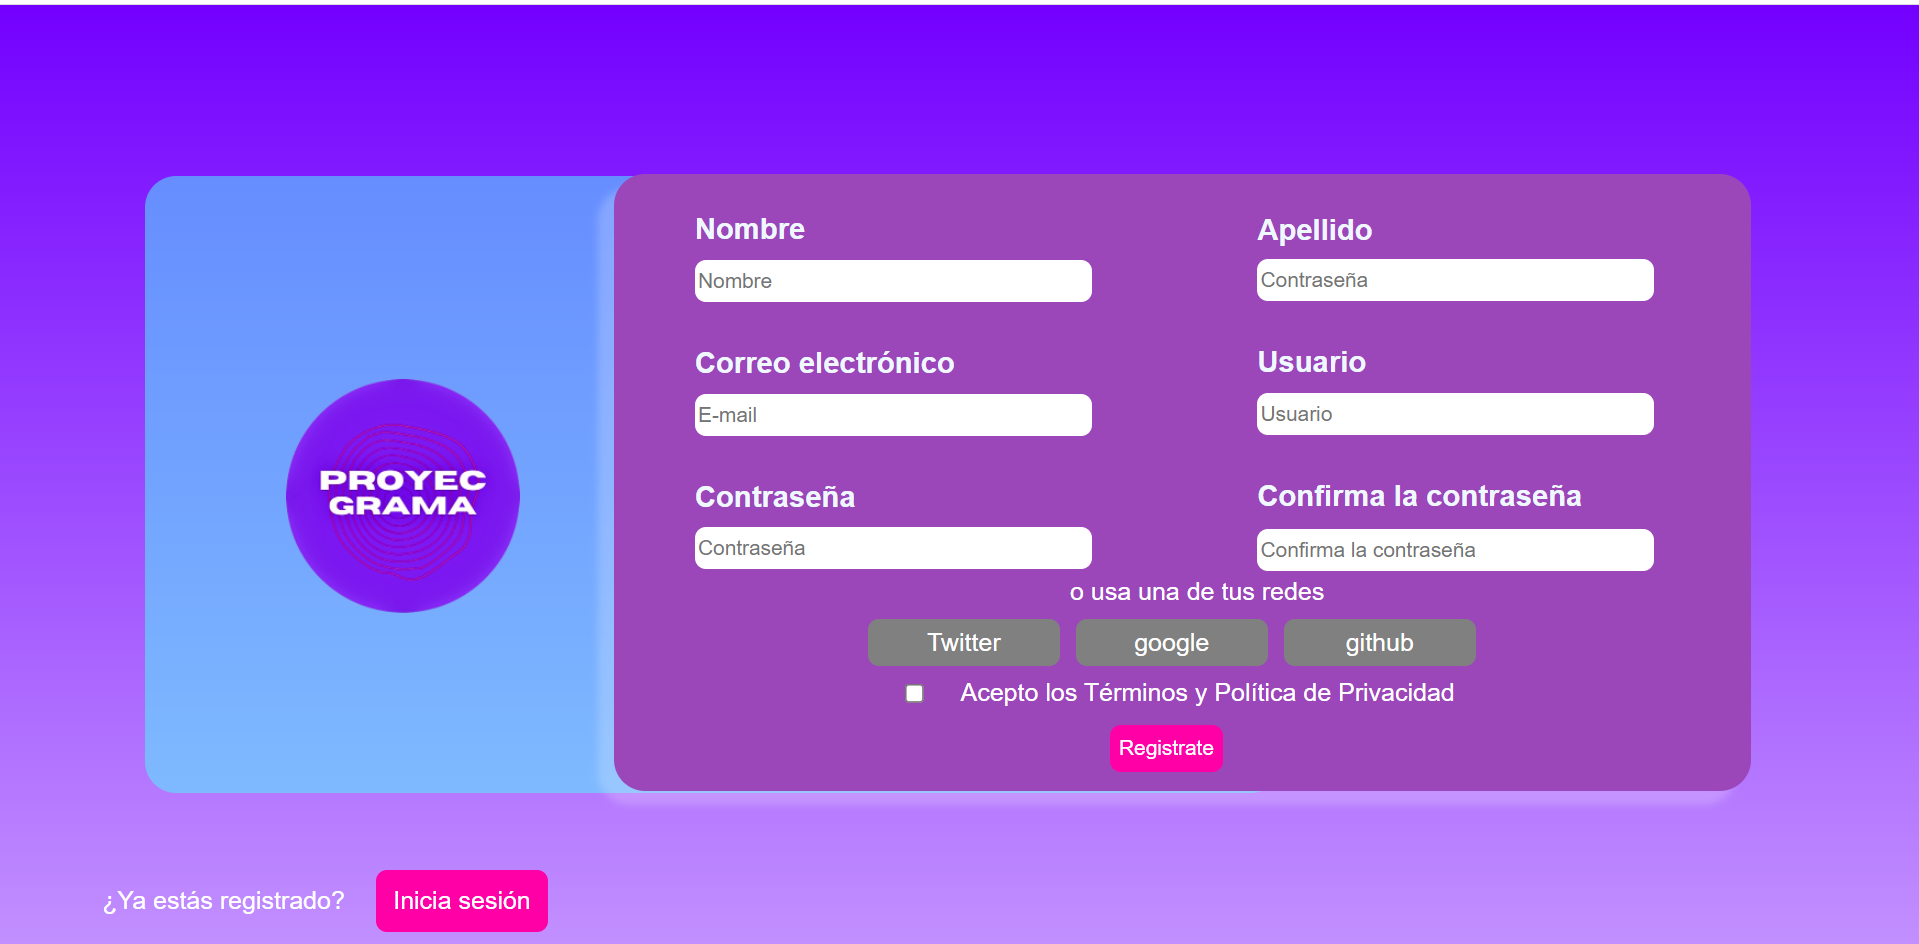 PROYEC
GRAMA
Nombre
Apellido
Nombre
Contraseña
Correo electrónico
Usuario
E-mail
Usuario
Contraseña
Confirma la contraseña
Contraseña
Confirma la contraseña
o usa una de tus redes
Twitter
google
github
Acepto los Términos y Política de Privacidad
Registrate
¿Ya estás registrado?
Inicia sesión